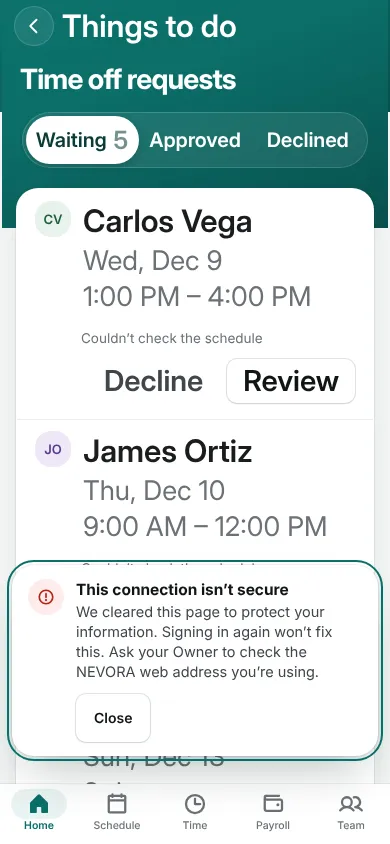 Things to do
Time off requests
Waiting 5 Approved Declined
CV Carlos Vega
Wed, Dec 9
1:00 PM – 4:00 PM
Couldn't check the schedule
Decline Review
JO James Ortiz
Thu, Dec 10
9:00 AM – 12:00 PM
This connection isn't secure
We cleared this page to protect your
information. Signing in again won't fix
this. Ask your Owner to check the
NEVORA web address you're using.
Close
Sun, Dec 13
Home Schedule Time Payroll Team